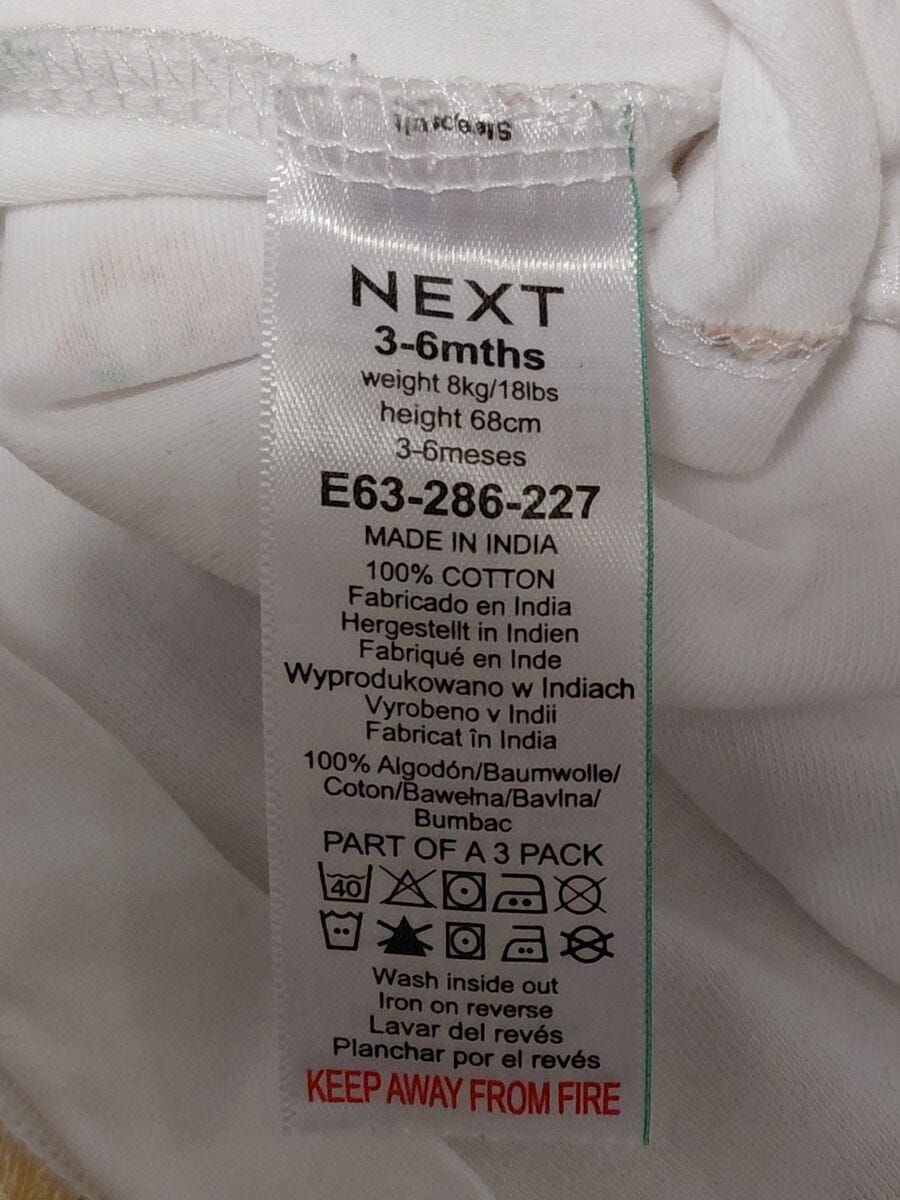 NEXT
3-6mths
weight 8kg/18lbs
height 68cm
3-6meses
E63-286-227
MADE IN INDIA
100% COTTON
Fabricado en India
Hergestellt in Indien
Fabriqué en Inde
Wyprodukowano w Indiach
Vyrobeno v Indii
Fabricat în India
100% Algodón/Baumwolle/
Coton/Bawełna/Bavlna/
Bumbac
PART OF A 3 PACK
40
Wash inside out
Iron on reverse
Lavar del revés
Planchar por el revés
KEEP AWAY FROM FIRE